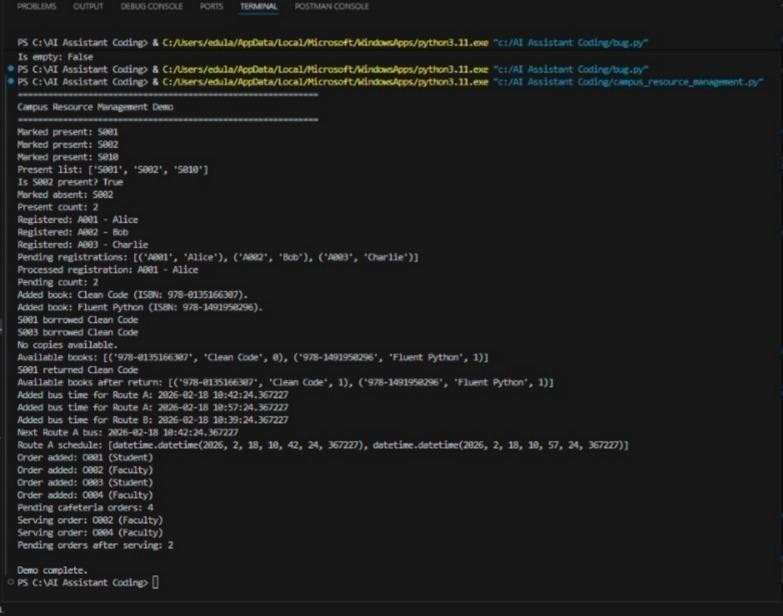 PROBLEMS OUTPUT DEBUG CONSOLE PORTS TERMINAL POSTMAN CONSOLE
PS C:\AI Assistant Coding> & C:/Users/edula/AppData/Local/Microsoft/WindowsApps/python3.11.exe "c:/AI Assistant Coding/bug.py"
Is empty: False
PS C:\AI Assistant Coding> & C:/Users/edula/AppData/Local/Microsoft/WindowsApps/python3.11.exe "c:/AI Assistant Coding/bug.py"
PS C:\AI Assistant Coding> & C:/Users/edula/AppData/Local/Microsoft/WindowsApps/python3.11.exe "c:/AI Assistant Coding/campus_resource_management.py"
============================================================
Campus Resource Management Demo
============================================================
Marked present: S001
Marked present: S002
Marked present: S010
Present list: ['S001', 'S002', 'S010']
Is S002 present? True
Marked absent: S002
Present count: 2
Registered: A001 - Alice
Registered: A002 - Bob
Registered: A003 - Charlie
Pending registrations: [('A001', 'Alice'), ('A002', 'Bob'), ('A003', 'Charlie')]
Processed registration: A001 - Alice
Pending count: 2
Added book: Clean Code (ISBN: 978-0135166307).
Added book: Fluent Python (ISBN: 978-1491950296).
S001 borrowed Clean Code
S003 borrowed Clean Code
No copies available.
Available books: [('978-0135166307', 'Clean Code', 0), ('978-1491950296', 'Fluent Python', 1)]
S001 returned Clean Code
Available books after return: [('978-0135166307', 'Clean Code', 1), ('978-1491950296', 'Fluent Python', 1)]
Added bus time for Route A: 2026-02-18 10:42:24.367227
Added bus time for Route A: 2026-02-18 10:57:24.367227
Added bus time for Route B: 2026-02-18 10:39:24.367227
Next Route A bus: 2026-02-18 10:42:24.367227
Route A schedule: [datetime.datetime(2026, 2, 18, 10, 42, 24, 367227), datetime.datetime(2026, 2, 18, 10, 57, 24, 367227)]
Order added: O001 (Student)
Order added: O002 (Faculty)
Order added: O003 (Student)
Order added: O004 (Faculty)
Pending cafeteria orders: 4
Serving order: O002 (Faculty)
Serving order: O004 (Faculty)
Pending orders after serving: 2
Demo complete.
PS C:\AI Assistant Coding>